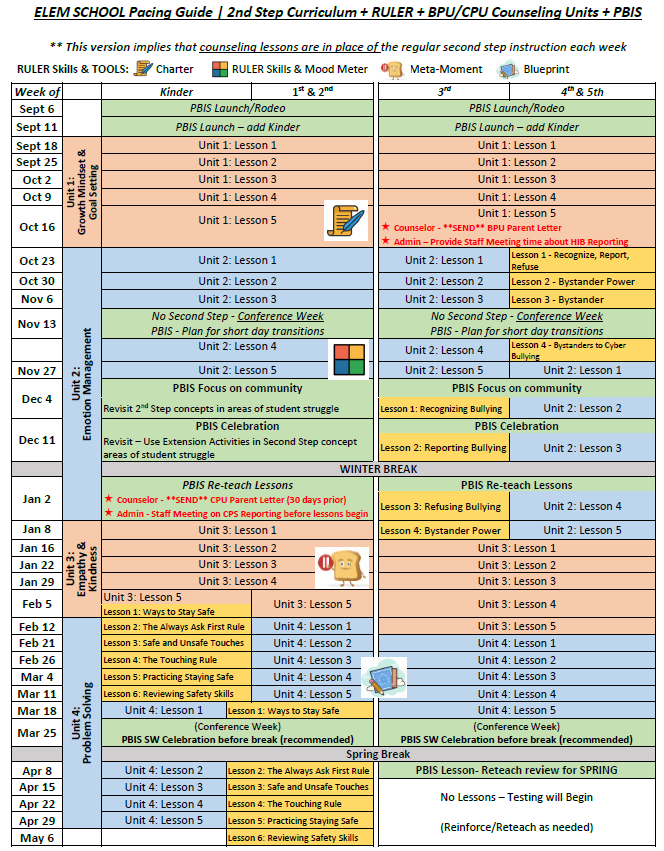 ELEM SCHOOL Pacing Guide | 2nd Step Curriculum + RULER + BPU/CPU Counseling Units + PBIS
** This version implies that counseling lessons are in place of the regular second step instruction each week
RULER Skills & TOOLS: Charter RULER Skills & Mood Meter Meta-Moment Blueprint
Week of Kinder 1st & 2nd 3rd 4th & 5th
Sept 6 PBIS Launch/Rodeo PBIS Launch/Rodeo
Sept 11 PBIS Launch – add Kinder PBIS Launch – add Kinder
Unit 1:
Growth Mindset &
Goal Setting
Sept 18 Unit 1: Lesson 1 Unit 1: Lesson 1
Sept 25 Unit 1: Lesson 2 Unit 1: Lesson 2
Oct 2 Unit 1: Lesson 3 Unit 1: Lesson 3
Oct 9 Unit 1: Lesson 4 Unit 1: Lesson 4
Oct 16 Unit 1: Lesson 5 Unit 1: Lesson 5
Counselor - **SEND** BPU Parent Letter
Admin – Provide Staff Meeting time about HIB Reporting
Unit 2:
Emotion Management
Oct 23 Unit 2: Lesson 1 Unit 2: Lesson 1 Lesson 1 - Recognize, Report,
Refuse
Oct 30 Unit 2: Lesson 2 Unit 2: Lesson 2 Lesson 2 - Bystander Power
Nov 6 Unit 2: Lesson 3 Unit 2: Lesson 3 Lesson 3 - Bystander
Nov 13 No Second Step - Conference Week No Second Step - Conference Week
PBIS - Plan for short day transitions PBIS - Plan for short day transitions
Unit 2: Lesson 4 Unit 2: Lesson 4 Lesson 4 - Bystanders to Cyber
Bullying
Nov 27 Unit 2: Lesson 5 Unit 2: Lesson 5 Unit 2: Lesson 1
Dec 4 PBIS Focus on community PBIS Focus on community
Revisit 2nd Step concepts in areas of student struggle Lesson 1: Recognizing Bullying Unit 2: Lesson 2
Dec 11 PBIS Celebration PBIS Celebration
Revisit – Use Extension Activities in Second Step concept
areas of student struggle Lesson 2: Reporting Bullying Unit 2: Lesson 3
WINTER BREAK
Jan 2 PBIS Re-teach Lessons PBIS Re-teach Lessons
Counselor - **SEND** CPU Parent Letter (30 days prior)
Admin - Staff Meeting on CPS Reporting before lessons begin Lesson 3: Refusing Bullying Unit 2: Lesson 4
Unit 3:
Empathy &
Kindness
Jan 8 Unit 3: Lesson 1 Lesson 4: Bystander Power Unit 2: Lesson 5
Jan 16 Unit 3: Lesson 2 Unit 3: Lesson 1
Jan 22 Unit 3: Lesson 3 Unit 3: Lesson 2
Jan 29 Unit 3: Lesson 4 Unit 3: Lesson 3
Feb 5 Unit 3: Lesson 5 Unit 3: Lesson 5 Unit 3: Lesson 4
Lesson 1: Ways to Stay Safe
Unit 4:
Problem Solving
Feb 12 Lesson 2: The Always Ask First Rule Unit 4: Lesson 1 Unit 3: Lesson 5
Feb 21 Lesson 3: Safe and Unsafe Touches Unit 4: Lesson 2 Unit 4: Lesson 1
Feb 26 Lesson 4: The Touching Rule Unit 4: Lesson 3 Unit 4: Lesson 2
Mar 4 Lesson 5: Practicing Staying Safe Unit 4: Lesson 4 Unit 4: Lesson 3
Mar 11 Lesson 6: Reviewing Safety Skills Unit 4: Lesson 5 Unit 4: Lesson 4
Mar 18 Unit 4: Lesson 1 Lesson 1: Ways to Stay Safe Unit 4: Lesson 5
Mar 25 (Conference Week) (Conference Week)
PBIS SW Celebration before break (recommended) PBIS SW Celebration before break (recommended)
Spring Break
Apr 8 Unit 4: Lesson 2 Lesson 2: The Always Ask First Rule PBIS Lesson- Reteach review for SPRING
Apr 15 Unit 4: Lesson 3 Lesson 3: Safe and Unsafe Touches No Lessons – Testing will Begin
Apr 22 Unit 4: Lesson 4 Lesson 4: The Touching Rule
Apr 29 Unit 4: Lesson 5 Lesson 5: Practicing Staying Safe (Reinforce/Reteach as needed)
May 6 Lesson 6: Reviewing Safety Skills